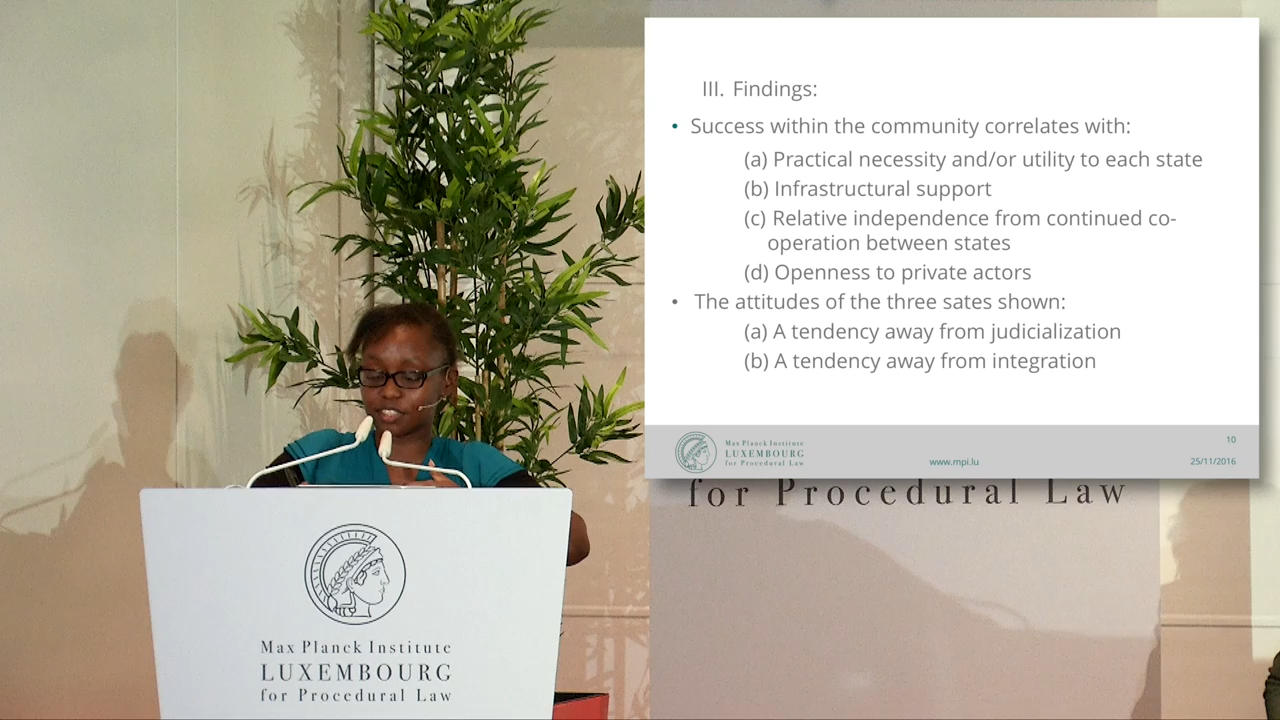 III. Findings:
• Success within the community correlates with:
(a) Practical necessity and/or utility to each state
(b) Infrastructural support
(c) Relative independence from continued co-
operation between states
(d) Openness to private actors
• The attitudes of the three sates shown:
(a) A tendency away from judicialization
(b) A tendency away from integration
Max Planck Institute
LUXEMBOURG
for Procedural Law
www.mpi.lu
10
25/11/2016
for Procedural Law
Max Planck Institute
LUXEMBOURG
for Procedural Law